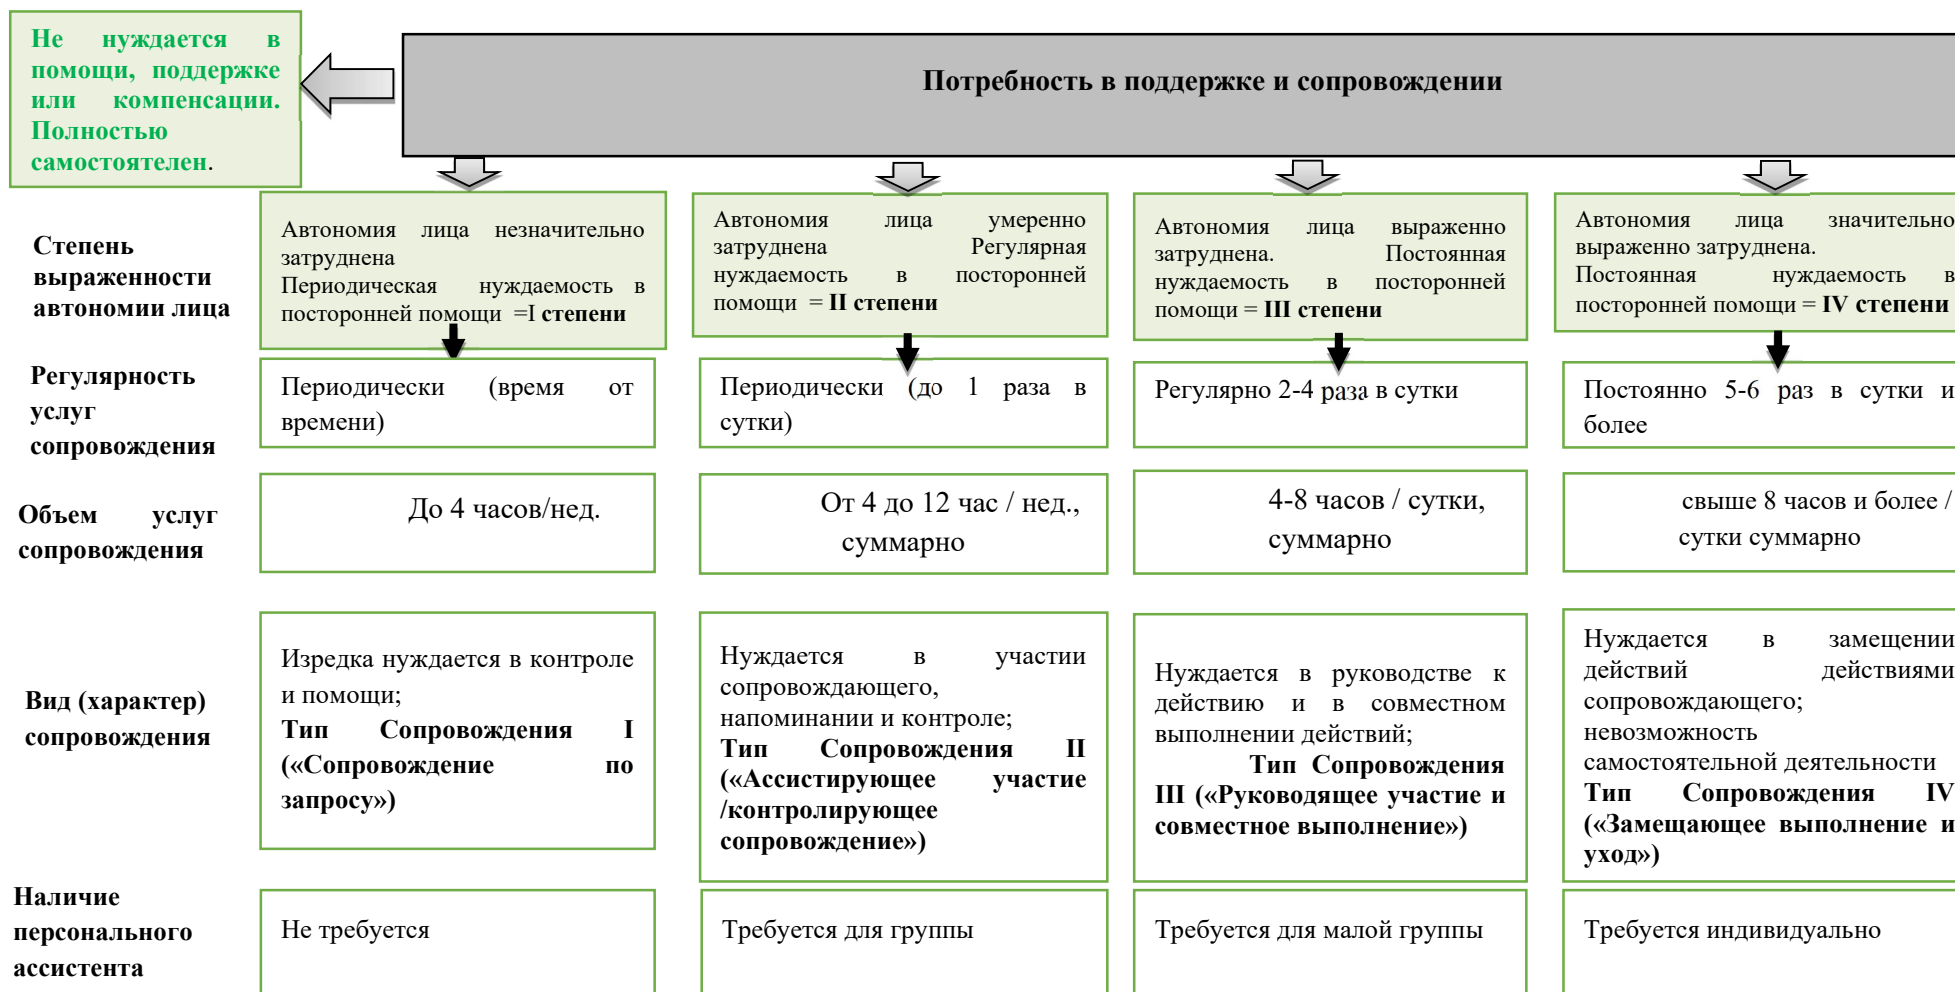 Не нуждается в
помощи, поддержке
или компенсации.
Полностью
самостоятелен.
Потребность в поддержке и сопровождении
Степень
выраженности
автономии лица
Автономия лица незначительно
затруднена
Периодическая нуждаемость в
посторонней помощи =I степени
Автономия лица умеренно
затруднена Регулярная
нуждаемость в посторонней
помощи = II степени
Автономия лица выраженно
затруднена. Постоянная
нуждаемость в посторонней
помощи = III степени
Автономия лица значительно
выраженно затруднена.
Постоянная нуждаемость в
посторонней помощи = IV степени
Регулярность
услуг
сопровождения
Периодически (время от
времени)
Периодически (до 1 раза в
сутки)
Регулярно 2-4 раза в сутки
Постоянно 5-6 раз в сутки и
более
Объем услуг
сопровождения
До 4 часов/нед.
От 4 до 12 час / нед.,
суммарно
4-8 часов / сутки,
суммарно
свыше 8 часов и более /
сутки суммарно
Вид (характер)
сопровождения
Изредка нуждается в контроле
и помощи;
Тип Сопровождения I
(«Сопровождение по
запросу»)
Нуждается в участии
сопровождающего,
напоминании и контроле;
Тип Сопровождения II
(«Ассистирующее участие
/контролирующее
сопровождение»)
Нуждается в руководстве к
действию и в совместном
выполнении действий;
Тип Сопровождения
III («Руководящее участие и
совместное выполнение»)
Нуждается в замещении
действий действиями
сопровождающего;
невозможность
самостоятельной деятельности
Тип Сопровождения IV
(«Замещающее выполнение и
уход»)
Наличие
персонального
ассистента
Не требуется
Требуется для группы
Требуется для малой группы
Требуется индивидуально